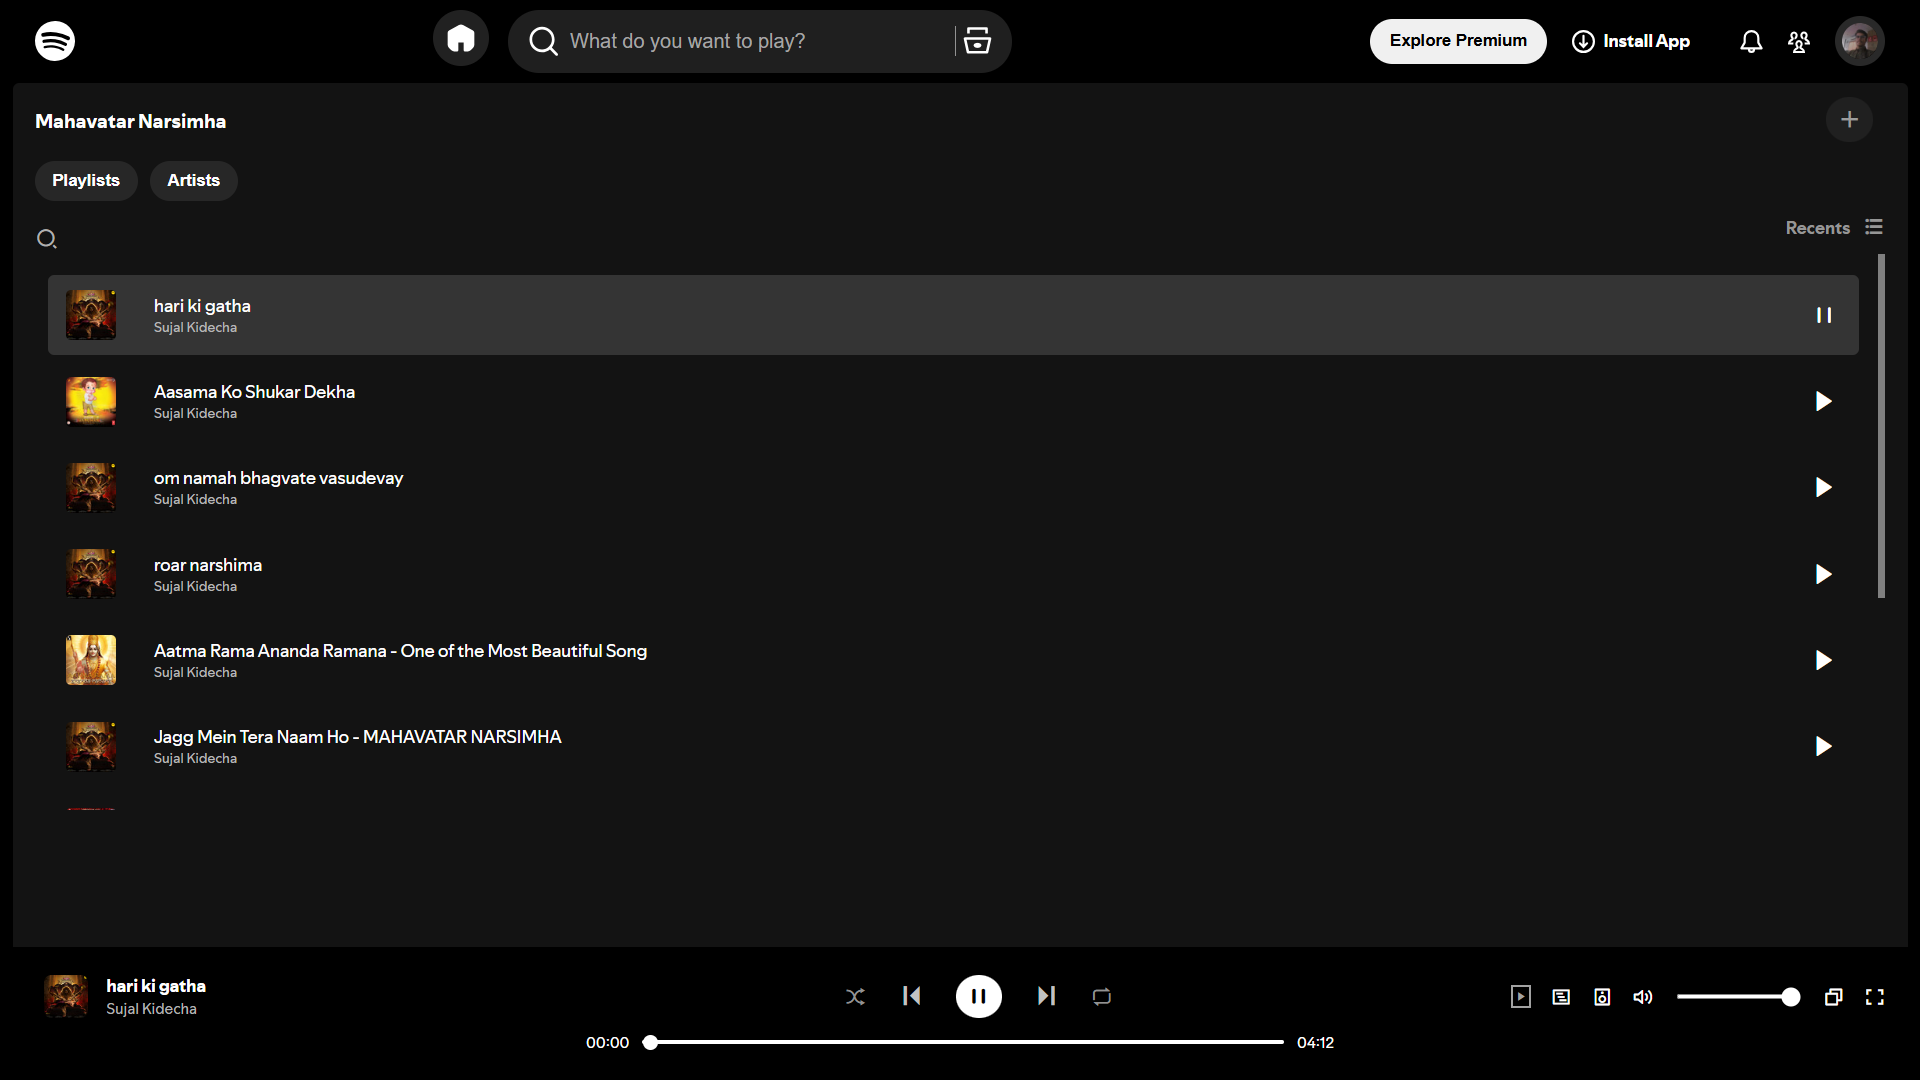 What do you want to play?
Explore Premium
Install App
Mahavatar Narsimha
Playlists
Artists
Recents
hari ki gatha
Sujal Kidecha
Aasama Ko Shukar Dekha
Sujal Kidecha
om namah bhagvate vasudevay
Sujal Kidecha
roar narshima
Sujal Kidecha
Aatma Rama Ananda Ramana - One of the Most Beautiful Song
Sujal Kidecha
Jagg Mein Tera Naam Ho - MAHAVATAR NARSIMHA
Sujal Kidecha
hari ki gatha
Sujal Kidecha
00:00
04:12